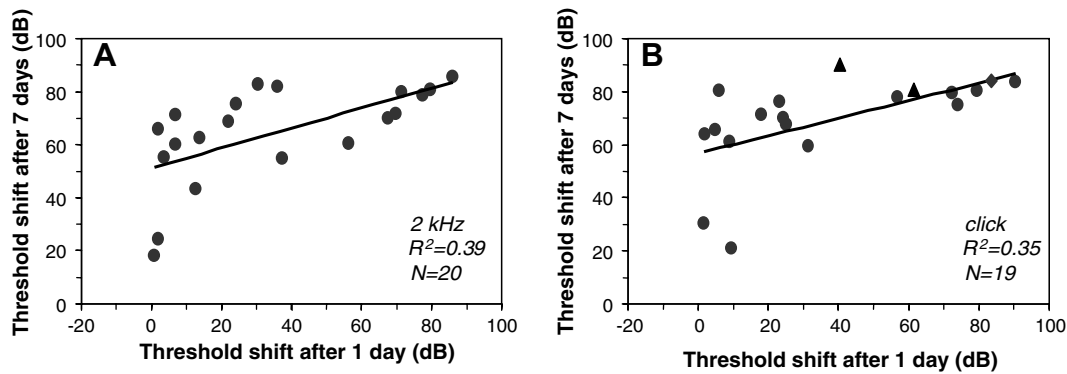 A
Threshold shift after 7 days (dB)
100
80
60
40
20
0
-20 0 20 40 60 80 100
Threshold shift after 1 day (dB)
2 kHz
R²=0.39
N=20
B
Threshold shift after 7 days (dB)
100
80
60
40
20
0
-20 0 20 40 60 80 100
Threshold shift after 1 day (dB)
click
R²=0.35
N=19